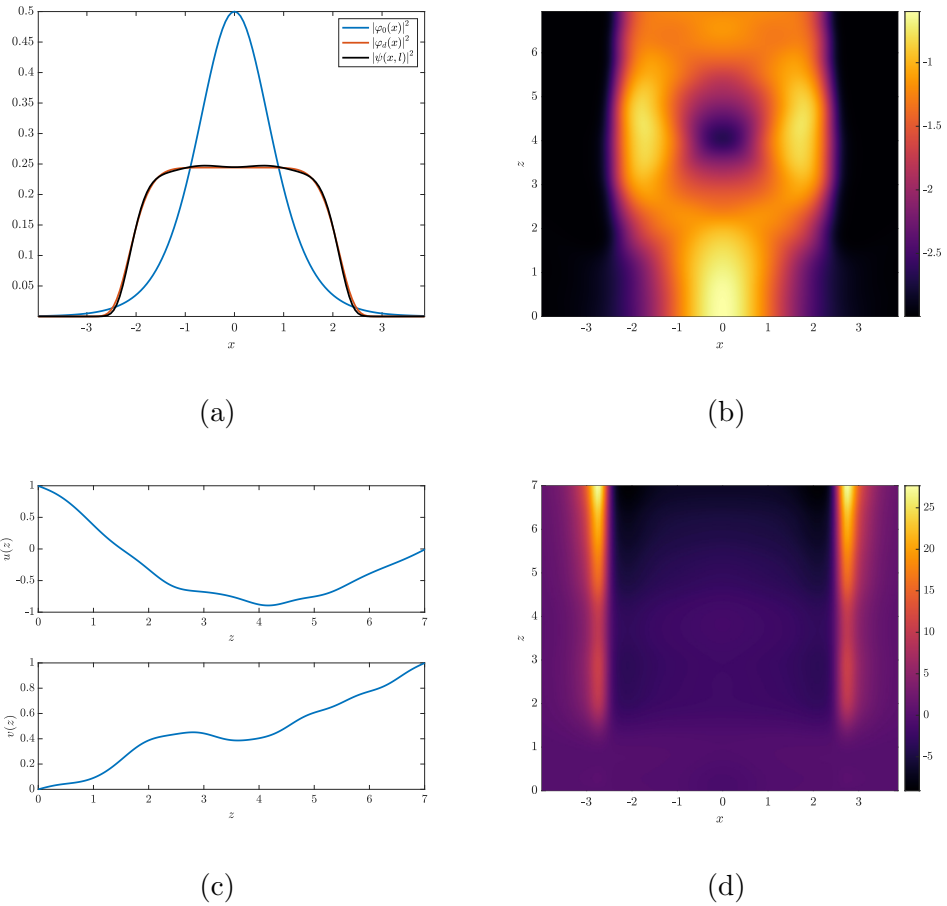 0.5
0.45
0.4
0.35
0.3
0.25
0.2
0.15
0.1
0.05
-3 -2 -1 0 1 2 3
x
|φ₀(x)|²
|φ_d(x)|²
|ψ(x, l)|²
(a)
7
6
5
4
3
2
1
0
z
-3 -2 -1 0 1 2 3
x
-1
-1.5
-2
-2.5
(b)
1
0.5
0
-0.5
-1
u(z)
0 1 2 3 4 5 6 7
z
1
0.8
0.6
0.4
0.2
0
v(z)
0 1 2 3 4 5 6 7
z
(c)
7
6
5
4
3
2
1
0
z
-3 -2 -1 0 1 2 3
x
25
20
15
10
5
0
-5
(d)